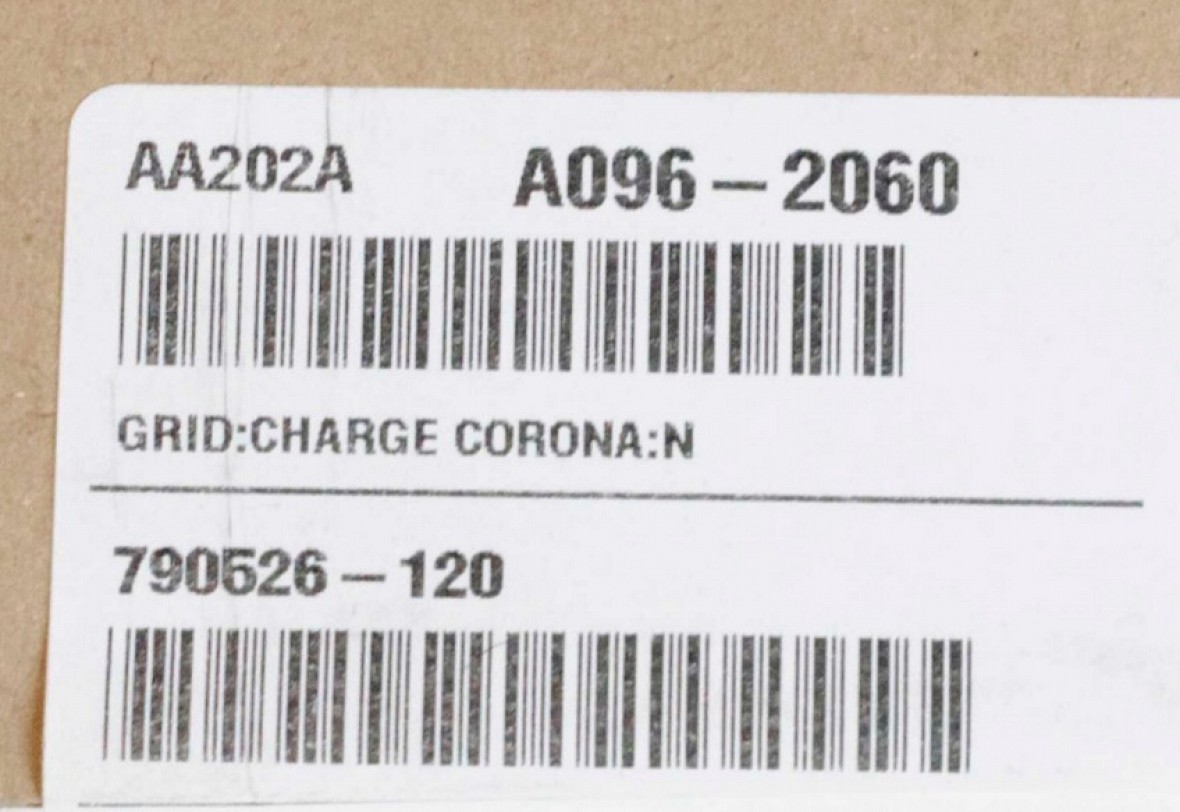 AA202A A096-2060
GRID:CHARGE CORONA:N
790526-120